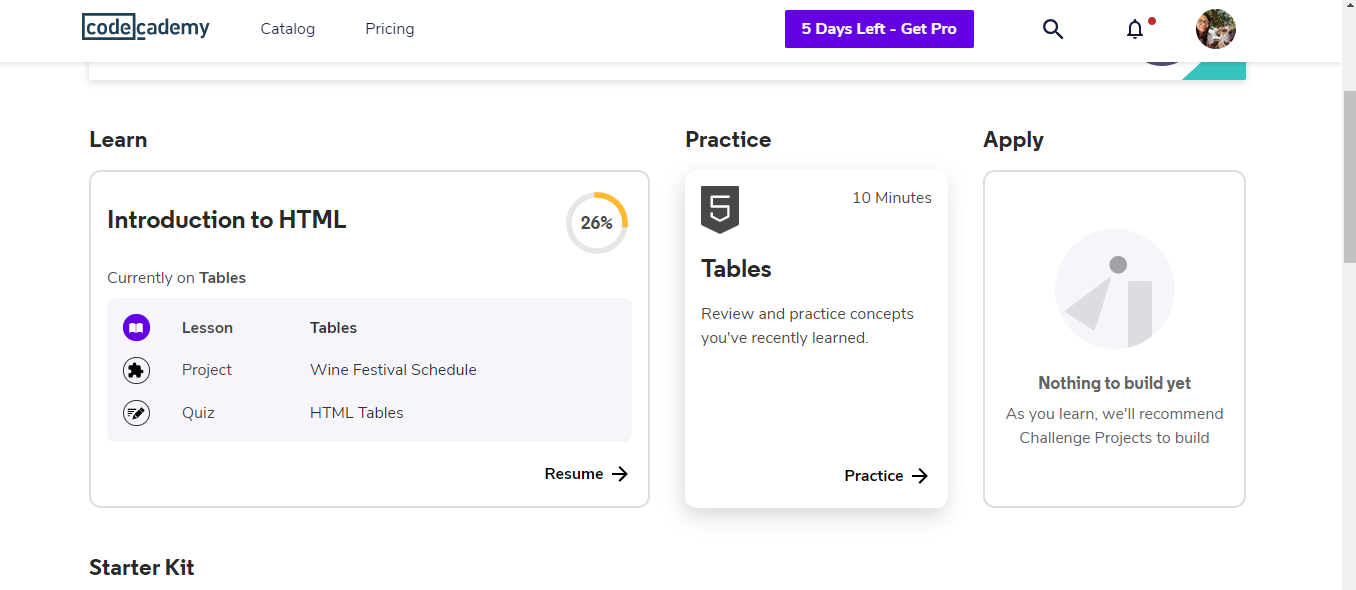 codecademy
Catalog
Pricing
5 Days Left - Get Pro
Learn
Introduction to HTML
26%
Currently on Tables
Lesson Tables
Project Wine Festival Schedule
Quiz HTML Tables
Resume
Practice
5
10 Minutes
Tables
Review and practice concepts
you've recently learned.
Practice
Apply
Nothing to build yet
As you learn, we'll recommend
Challenge Projects to build
Starter Kit